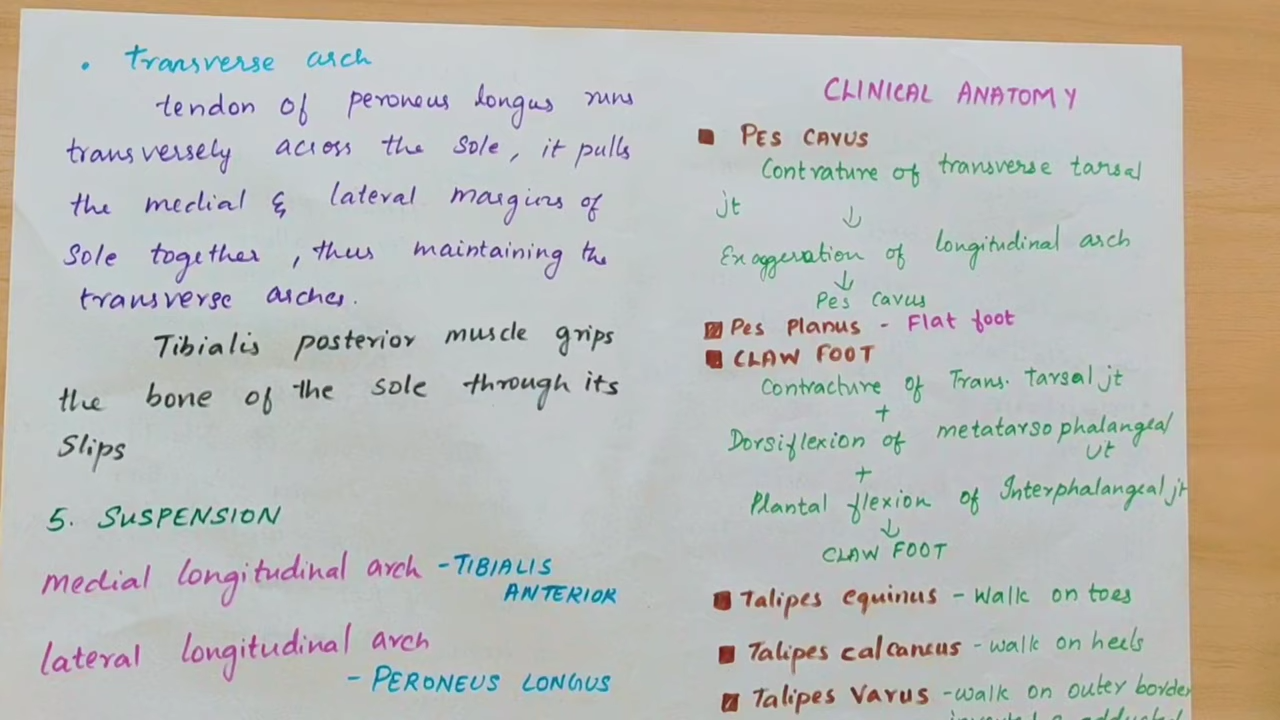 • Transverse arch
tendon of peroneus longus runs
transversely across the sole, it pulls
the medial & lateral margins of
Sole together, thus maintaining the
transverse arches.
Tibialis posterior muscle grips
the bone of the sole through its
Slips
5. SUSPENSION
medial longitudinal arch - TIBIALIS
ANTERIOR
lateral longitudinal arch
- PERONEUS LONGUS
CLINICAL ANATOMY
PES CAVUS
Contrature of transverse tarsal
jt
↓
Exaggeration of longitudinal arch
↓
Pes Cavus
Pes Planus - Flat foot
CLAW FOOT
Contracture of Trans. Tarsal jt
+
Dorsiflexion of metatarsophalangeal
Jt
+
Plantal flexion of Interphalangeal jt
↓
CLAW FOOT
Talipes equinus - Walk on toes
Talipes calcaneus - walk on heels
Talipes Varus - walk on outer border